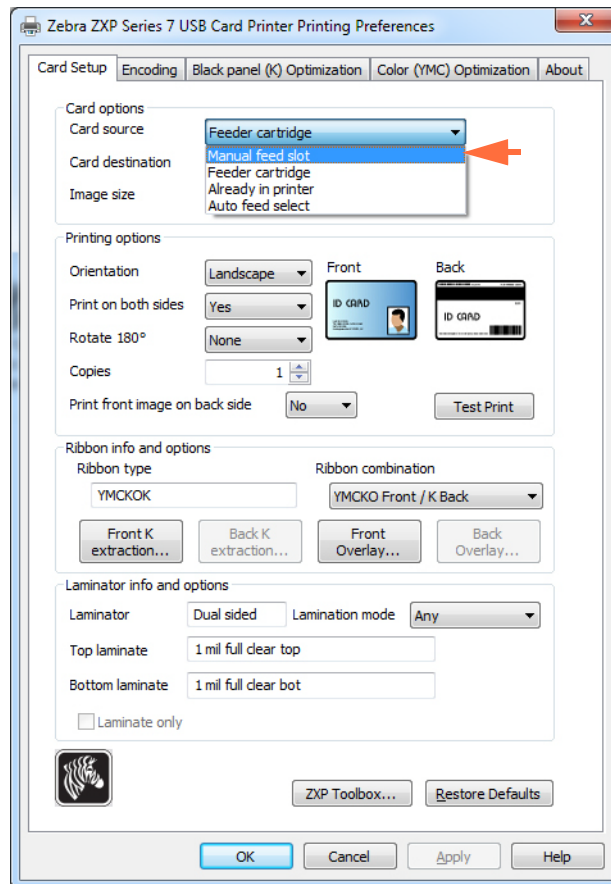 Zebra ZXP Series 7 USB Card Printer Printing Preferences
Card Setup Encoding Black panel (K) Optimization Color (YMC) Optimization About
Card options
Card source Feeder cartridge
Manual feed slot
Card destination Feeder cartridge
Already in printer
Image size
Auto feed select
Printing options
Orientation Landscape Front Back
Print on both sides Yes
ID CARD
ID CARD
Rotate 180° None
Copies 1
Print front image on back side No Test Print
Ribbon info and options
Ribbon type Ribbon combination
YMCKOK YMCKO Front / K Back
Front K extraction... Back K extraction... Front Overlay... Back Overlay...
Laminator info and options
Laminator Dual sided Lamination mode Any
Top laminate 1 mil full clear top
Bottom laminate 1 mil full clear bot
Laminate only
ZXP Toolbox... Restore Defaults
OK Cancel Apply Help